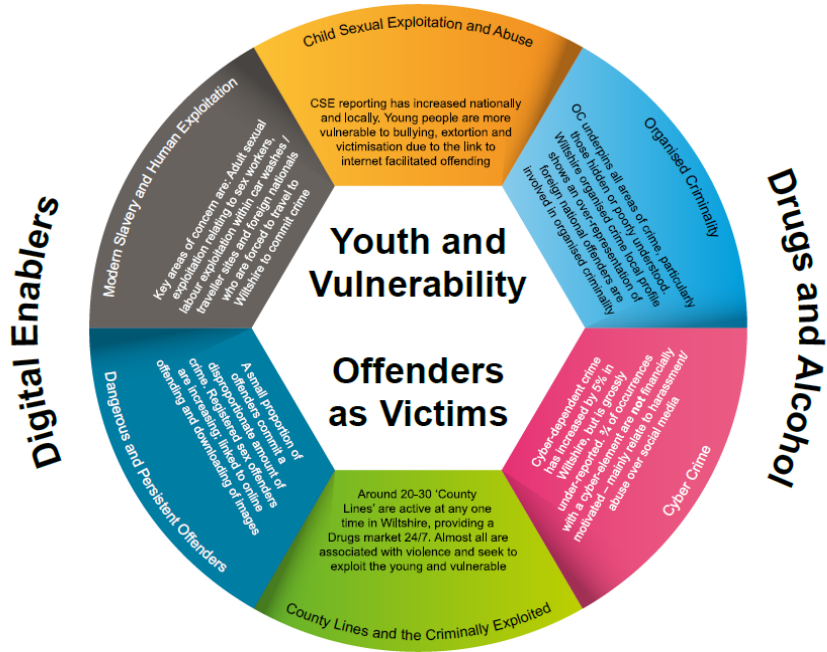 Child Sexual Exploitation and Abuse
CSE reporting has increased nationally
and locally. Young people are more
vulnerable to bullying, extortion and
victimisation due to the link to
internet facilitated offending
Organised Criminality
OC underpins all areas of crime, particularly
those hidden or poorly understood.
Wiltshire organised crime local profile
shows an over-representation of
foreign national offenders are
involved in organised criminality
Cyber Crime
Cyber-dependent crime
has increased by 5% in
Wiltshire, but is grossly
under-reported. ¾ of occurrences
with a cyber-element are not financially
motivated – mainly relate to harassment/
abuse over social media
County Lines and the Criminally Exploited
Around 20-30 'County
Lines' are active at any one
time in Wiltshire, providing a
Drugs market 24/7. Almost all are
associated with violence and seek to
exploit the young and vulnerable
Dangerous and Persistent Offenders
A small proportion of
offenders commit a
disproportionate amount of
crime. Registered sex offenders
are increasing; linked to online
offending and downloading of images
Modern Slavery and Human Exploitation
Key areas of concern are: Adult sexual
exploitation relating to sex workers,
labour exploitation within car washes /
traveller sites and foreign nationals
who are forced to travel to
Wiltshire to commit crime
Youth and
Vulnerability
Offenders
as Victims
Digital Enablers
Drugs and Alcohol